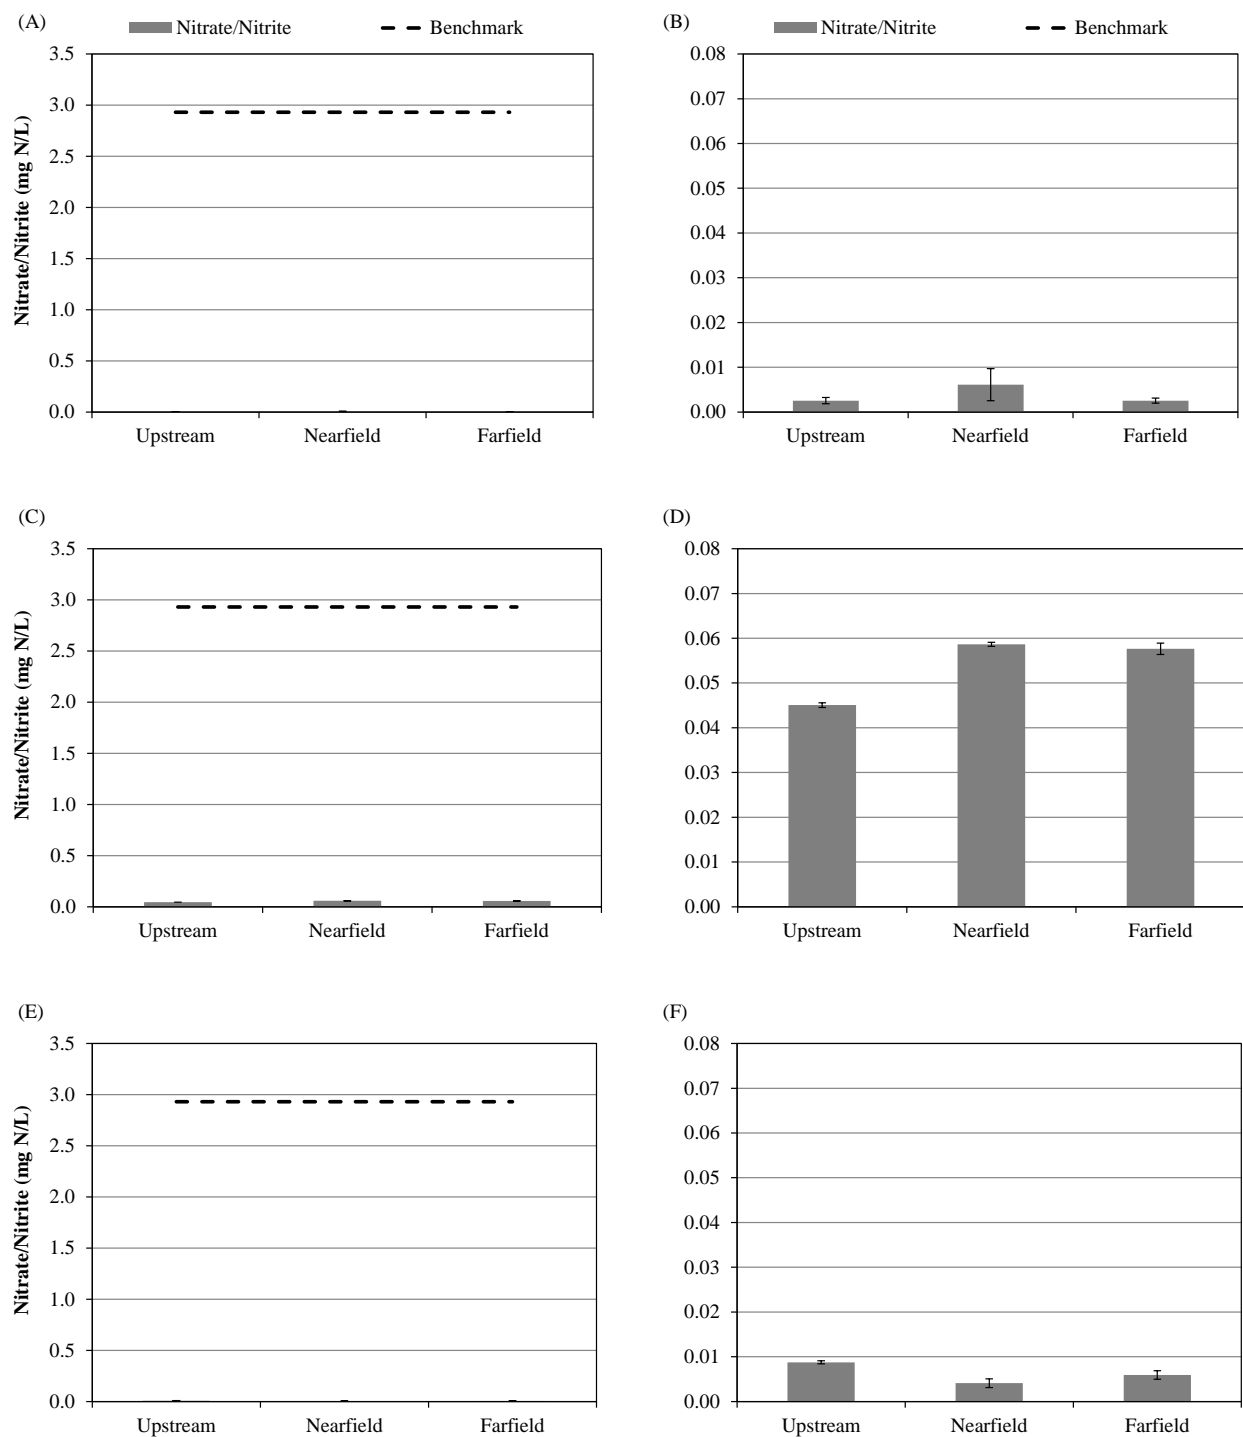 (A)
Nitrate/Nitrite
Benchmark
Nitrate/Nitrite (mg N/L)
3.5
3.0
2.5
2.0
1.5
1.0
0.5
0.0
Upstream
Nearfield
Farfield
(B)
Nitrate/Nitrite
Benchmark
0.08
0.07
0.06
0.05
0.04
0.03
0.02
0.01
0.00
Upstream
Nearfield
Farfield
(C)
Nitrate/Nitrite (mg N/L)
3.5
3.0
2.5
2.0
1.5
1.0
0.5
0.0
Upstream
Nearfield
Farfield
(D)
0.08
0.07
0.06
0.05
0.04
0.03
0.02
0.01
0.00
Upstream
Nearfield
Farfield
(E)
Nitrate/Nitrite (mg N/L)
3.5
3.0
2.5
2.0
1.5
1.0
0.5
0.0
Upstream
Nearfield
Farfield
(F)
0.08
0.07
0.06
0.05
0.04
0.03
0.02
0.01
0.00
Upstream
Nearfield
Farfield